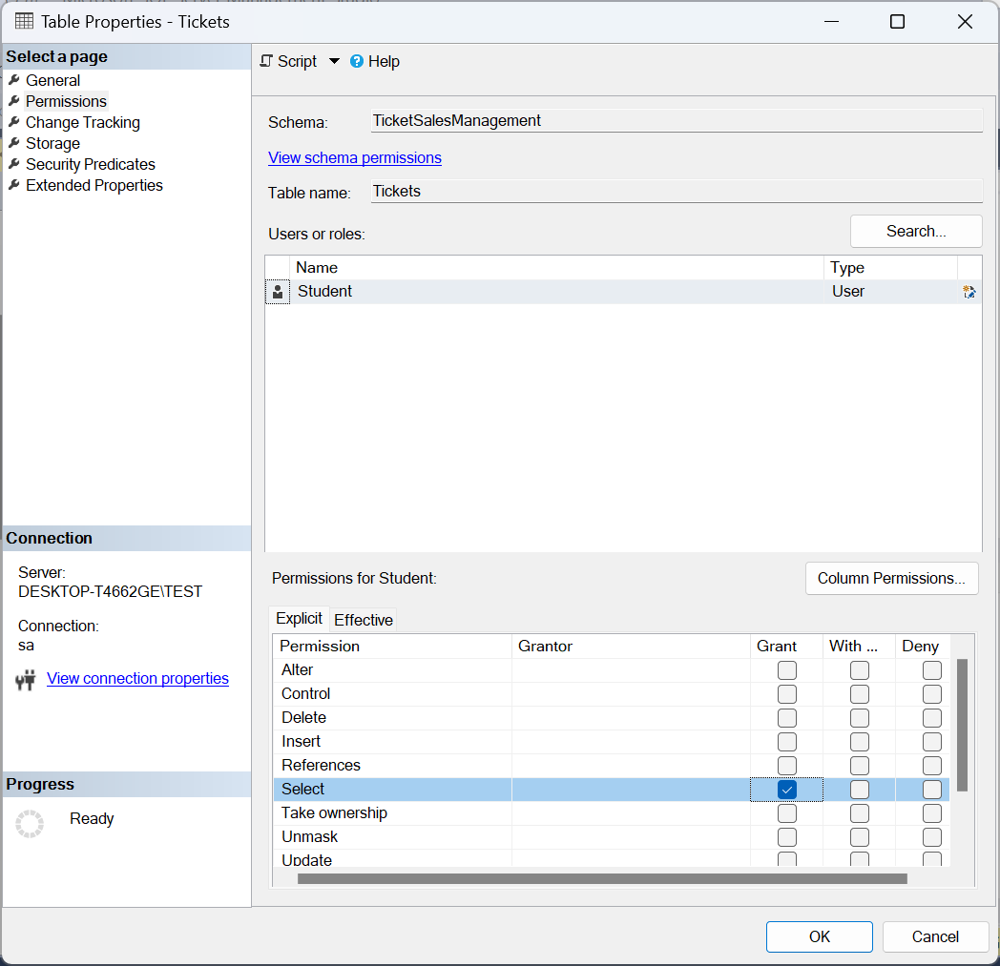 Table Properties - Tickets
Select a page
General
Permissions
Change Tracking
Storage
Security Predicates
Extended Properties
Script
Help
Schema:
TicketSalesManagement
View schema permissions
Table name:
Tickets
Users or roles:
Search...
Name Type
Student User
Connection
Server:
DESKTOP-T4662GE\TEST
Connection:
sa
View connection properties
Progress
Ready
Permissions for Student:
Column Permissions...
Explicit Effective
Permission Grantor Grant With ... Deny
Alter
Control
Delete
Insert
References
Select
Take ownership
Unmask
Update
OK
Cancel